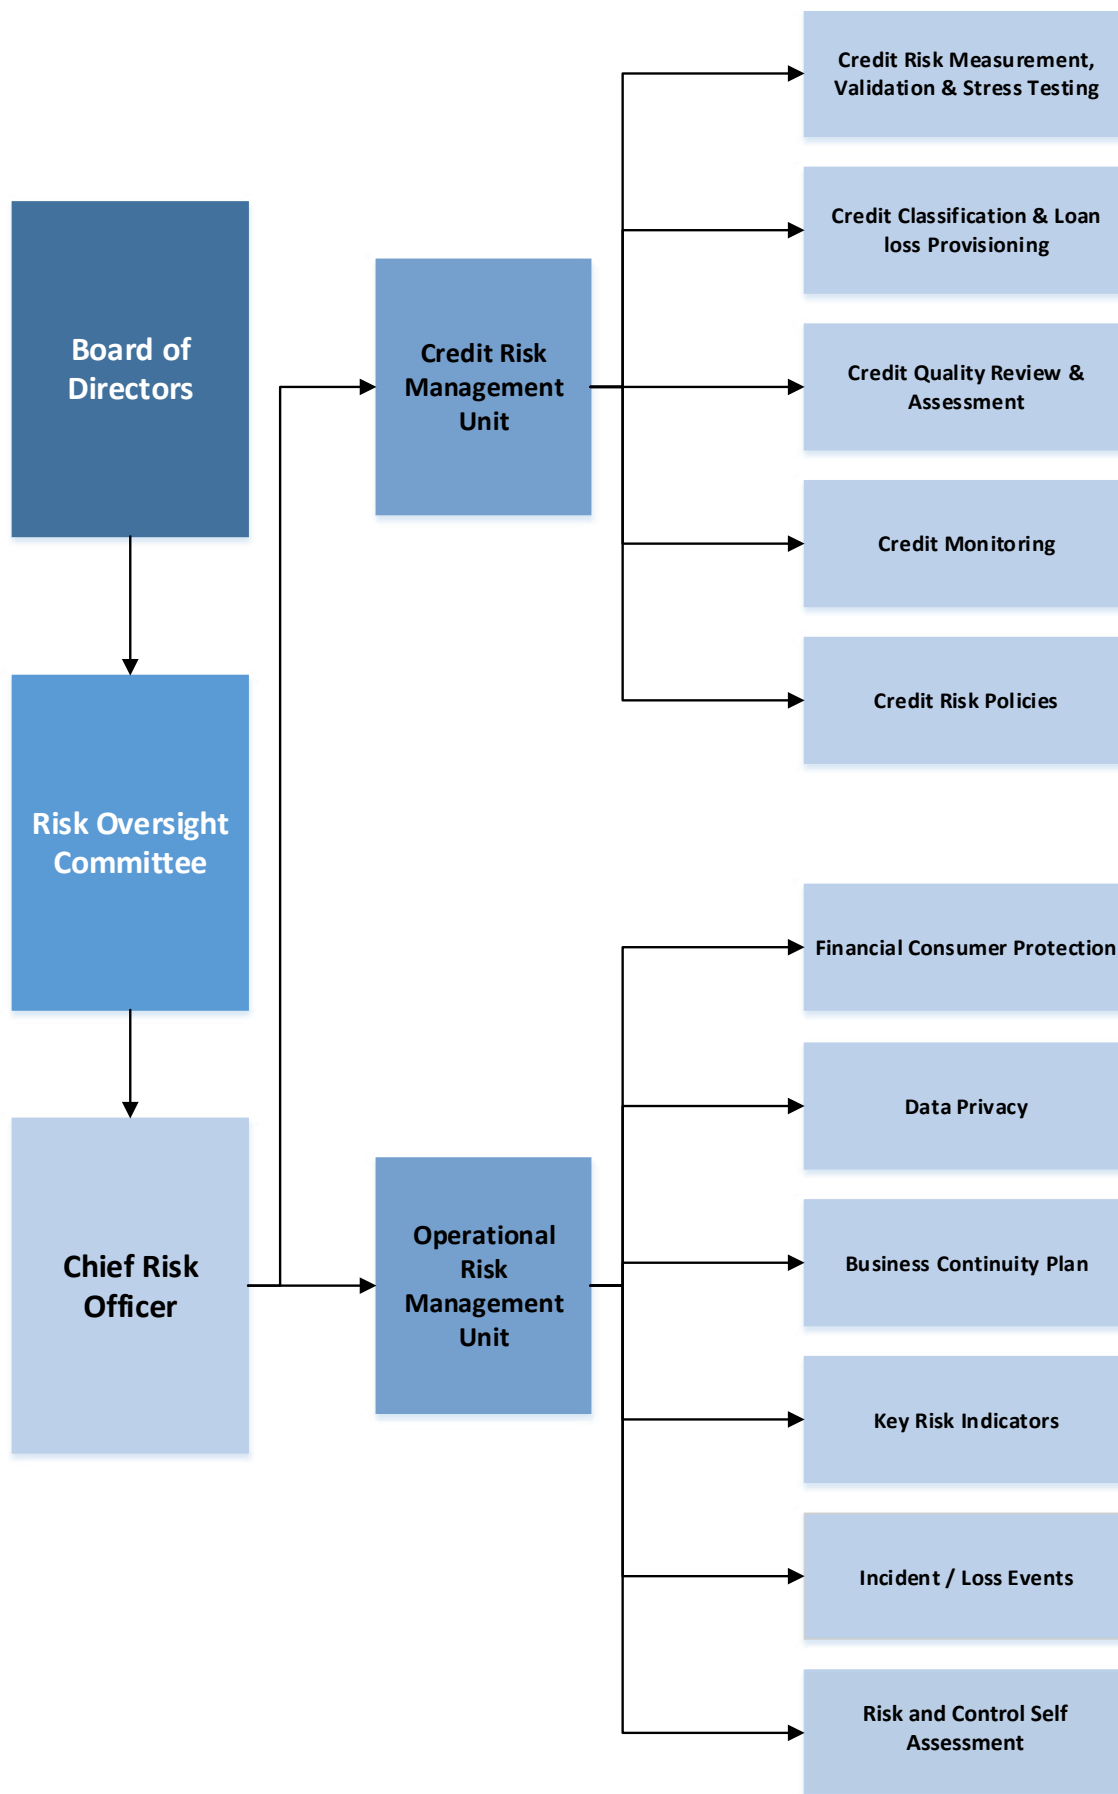 Board of
Directors
Risk Oversight
Committee
Chief Risk
Officer
Credit Risk
Management
Unit
Operational
Risk
Management
Unit
Credit Risk Measurement,
Validation & Stress Testing
Credit Classification & Loan
loss Provisioning
Credit Quality Review &
Assessment
Credit Monitoring
Credit Risk Policies
Financial Consumer Protection
Data Privacy
Business Continuity Plan
Key Risk Indicators
Incident / Loss Events
Risk and Control Self
Assessment